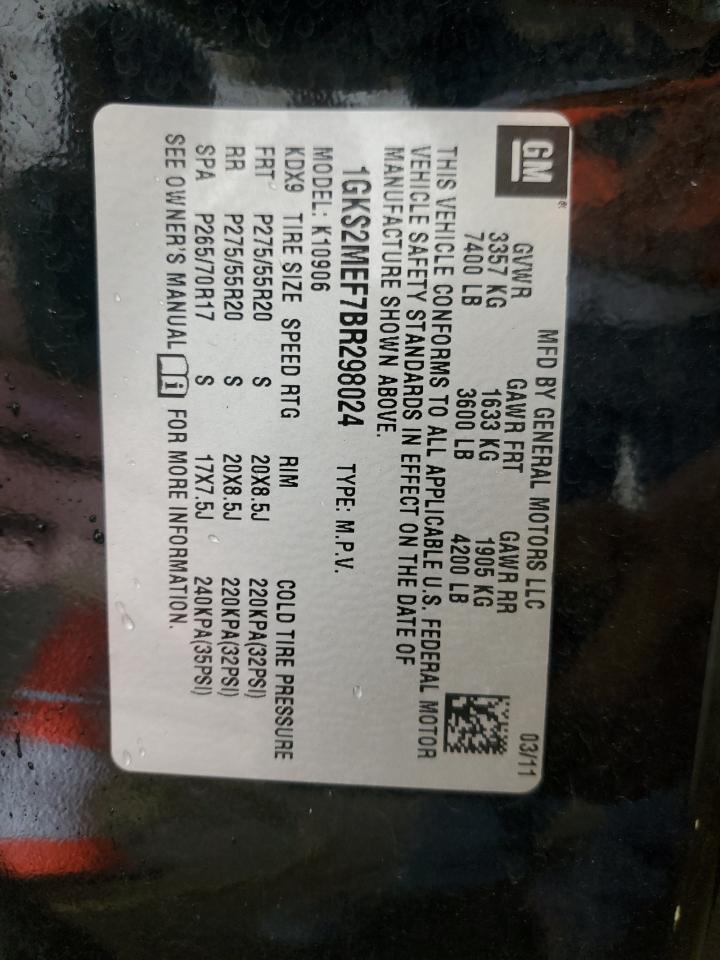 GM
MFD BY GENERAL MOTORS LLC 03/11
GVWR GAWR FRT GAWR RR
3357 KG 1633 KG 1905 KG
7400 LB 3600 LB 4200 LB
THIS VEHICLE CONFORMS TO ALL APPLICABLE U.S. FEDERAL MOTOR
VEHICLE SAFETY STANDARDS IN EFFECT ON THE DATE OF
MANUFACTURE SHOWN ABOVE.
1GKS2MEF7BR298024 TYPE: M.P.V.
MODEL: K10906
KDX9 TIRE SIZE SPEED RTG RIM COLD TIRE PRESSURE
FRT P275/55R20 S 20X8.5J 220KPA(32PSI)
RR P275/55R20 S 20X8.5J 220KPA(32PSI)
SPA P265/70R17 S 17X7.5J 240KPA(35PSI)
SEE OWNER'S MANUAL i FOR MORE INFORMATION.